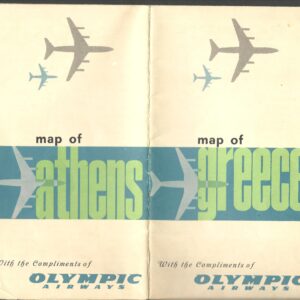 map of
athens
With the Compliments of
OLYMPIC
AIRWAYS
map of
greece
With the Compliments of
OLYMPIC
AIRWAYS